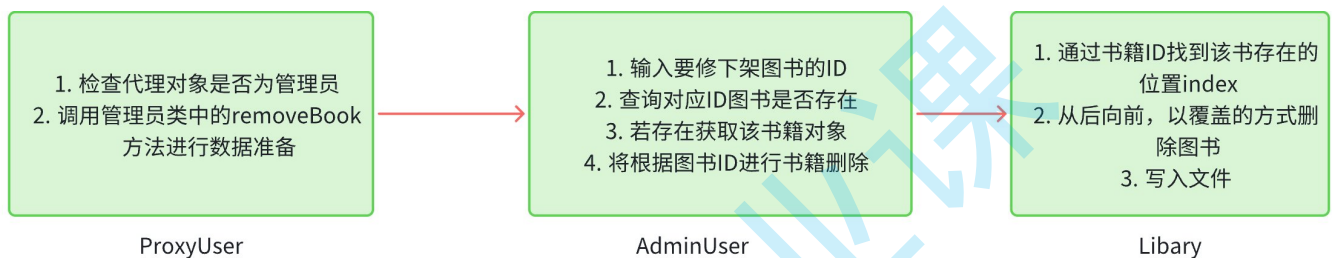 1. 检查代理对象是否为管理员
2. 调用管理员类中的removeBook
方法进行数据准备
ProxyUser
1. 输入要修下架图书的ID
2. 查询对应ID图书是否存在
3. 若存在获取该书籍对象
4. 将根据图书ID进行书籍删除
AdminUser
1. 通过书籍ID找到该书存在的
位置index
2. 从后向前，以覆盖的方式删
除图书
3. 写入文件
Libary
业课